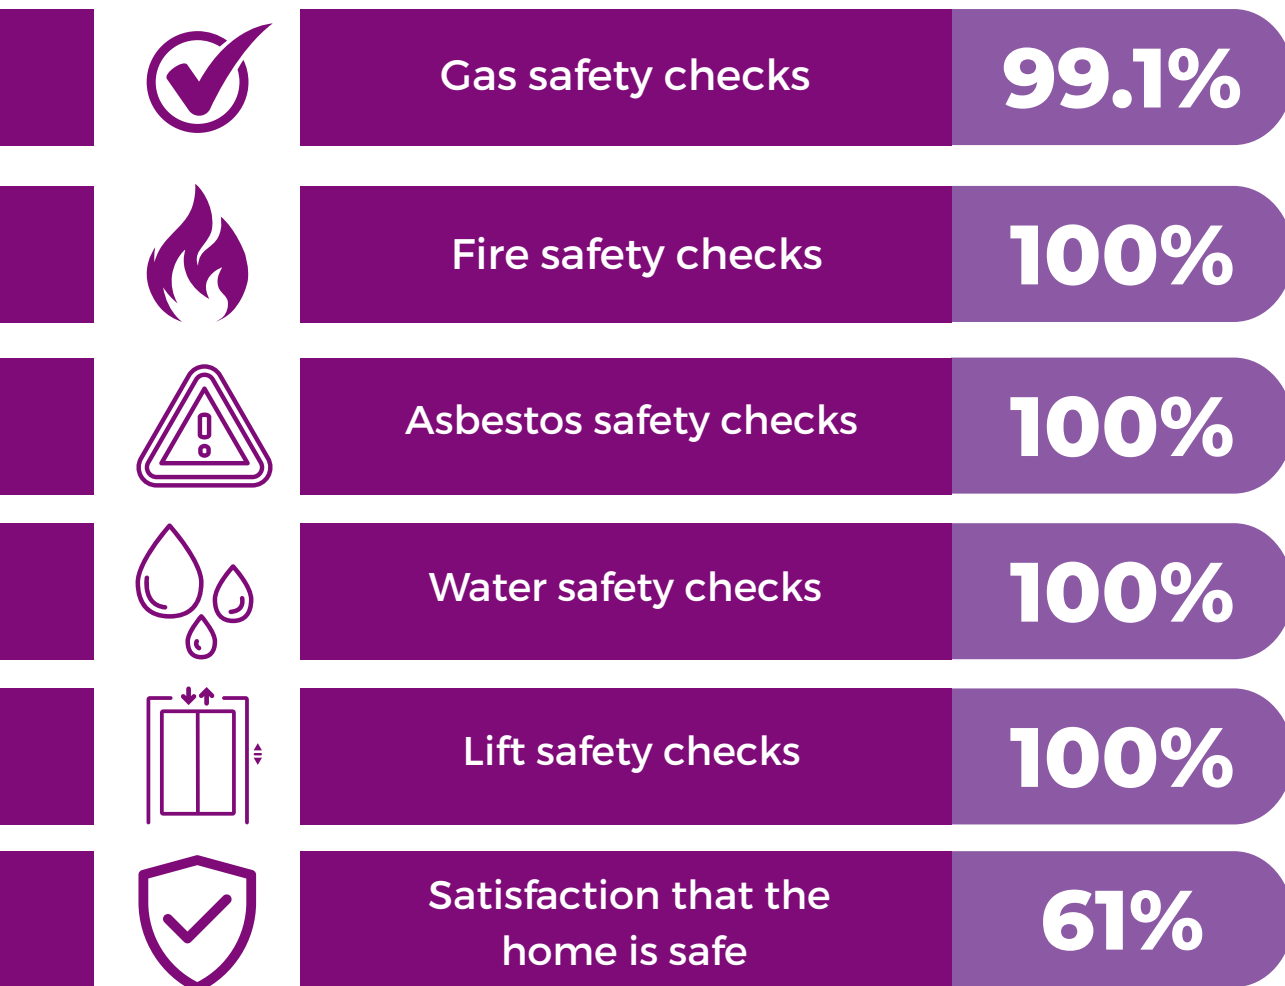 Gas safety checks 99.1%
Fire safety checks 100%
Asbestos safety checks 100%
Water safety checks 100%
Lift safety checks 100%
Satisfaction that the
home is safe
61%